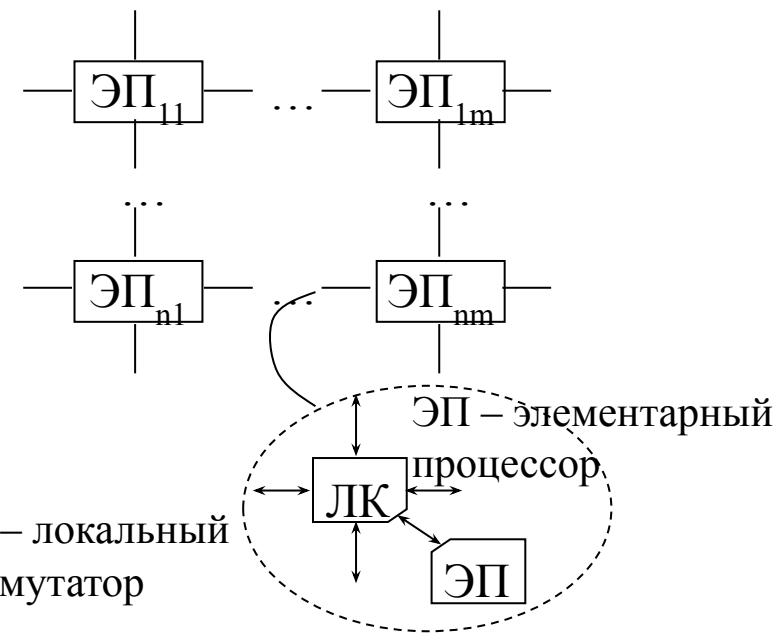 ЭП11 … ЭП1m
… …
ЭПn1 … ЭПnm
ЭП – элементарный
процессор
ЛК
– локальный
мутатор
ЭП